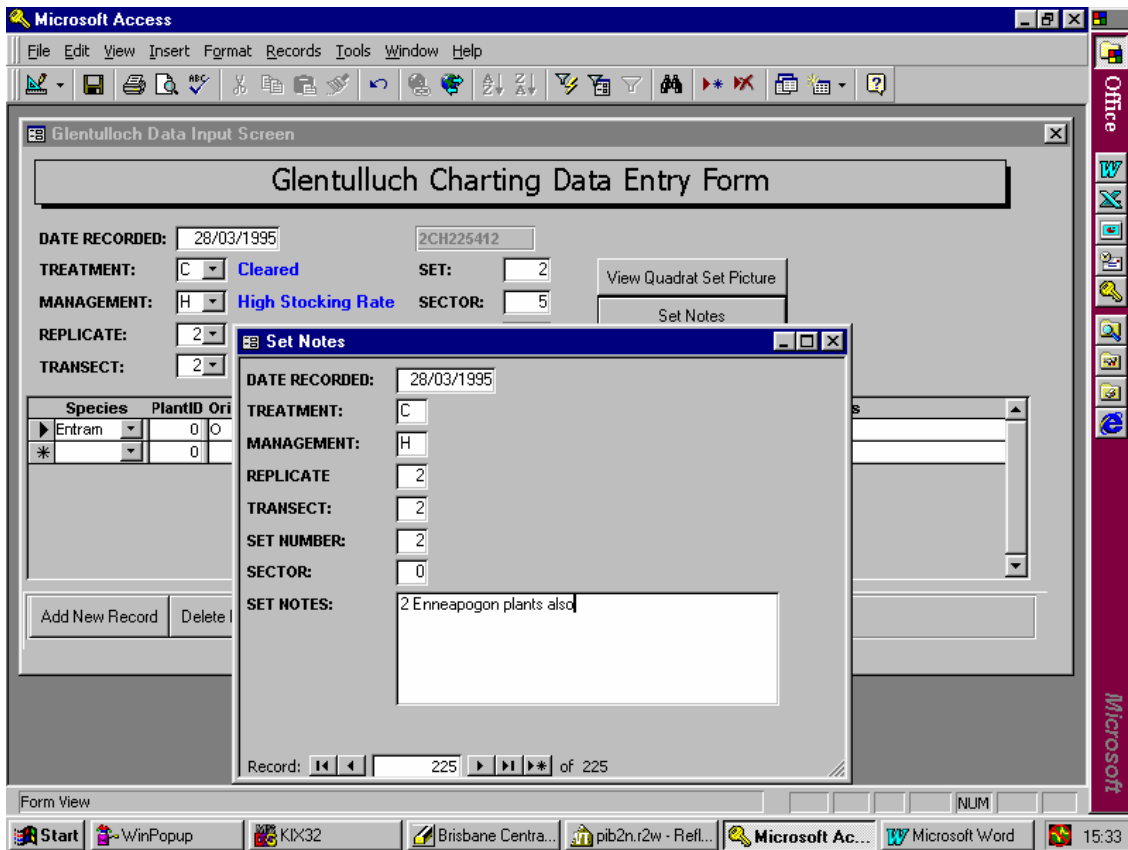 Microsoft Access
File Edit View Insert Format Records Tools Window Help
Office
Glentulloch Data Input Screen
Glentulluch Charting Data Entry Form
DATE RECORDED: 28/03/1995 2CH225412
TREATMENT: C Cleared SET: 2 View Quadrat Set Picture
MANAGEMENT: H High Stocking Rate SECTOR: 5 Set Notes
REPLICATE: 2
TRANSECT: 2
Species PlantID Ori s
Entram 0 O
0
Add New Record Delete
Set Notes
DATE RECORDED: 28/03/1995
TREATMENT: C
MANAGEMENT: H
REPLICATE 2
TRANSECT: 2
SET NUMBER: 2
SECTOR: 0
SET NOTES: 2 Enneapogon plants also
Record: 225 of 225
Microsoft
Form View NUM
Start WinPopup KIX32 Brisbane Centra... pib2n.r2w - Refl... Microsoft Ac... Microsoft Word 15:33